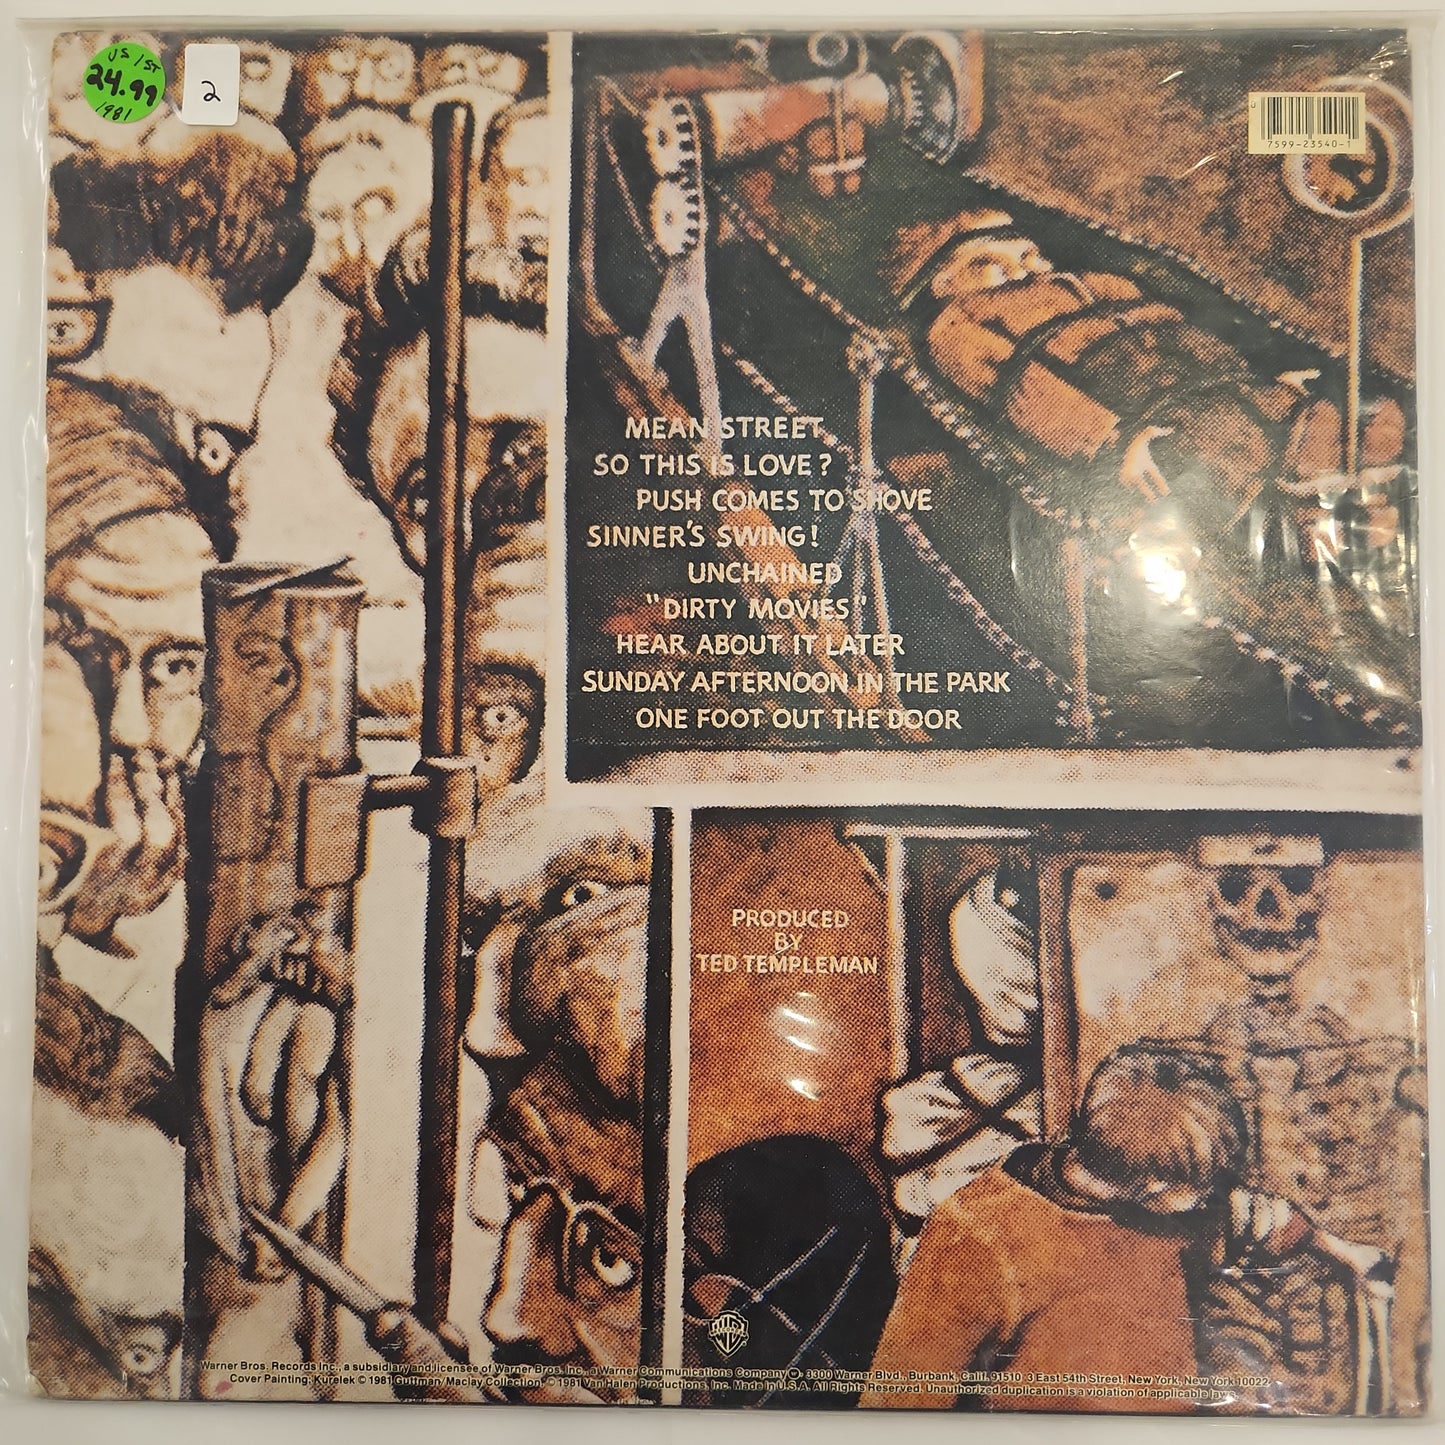 US 1ST
24.99
1981
2
7599-23540-1
MEAN STREET
SO THIS IS LOVE?
PUSH COMES TO SHOVE
SINNER'S SWING!
UNCHAINED
"DIRTY MOVIES"
HEAR ABOUT IT LATER
SUNDAY AFTERNOON IN THE PARK
ONE FOOT OUT THE DOOR
PRODUCED
BY
TED TEMPLEMAN
Warner Bros. Records Inc., a subsidiary and licensee of Warner Bros. Inc., a Warner Communications Company 3300 Warner Blvd., Burbank, Calif. 91510 3 East 54th Street, New York, New York 10022
Cover Painting: Kurelek © 1981 Guttman/Maclay Collection. © 1981 Van Halen Productions, Inc. Made in U.S.A. All Rights Reserved. Unauthorized duplication is a violation of applicable laws.